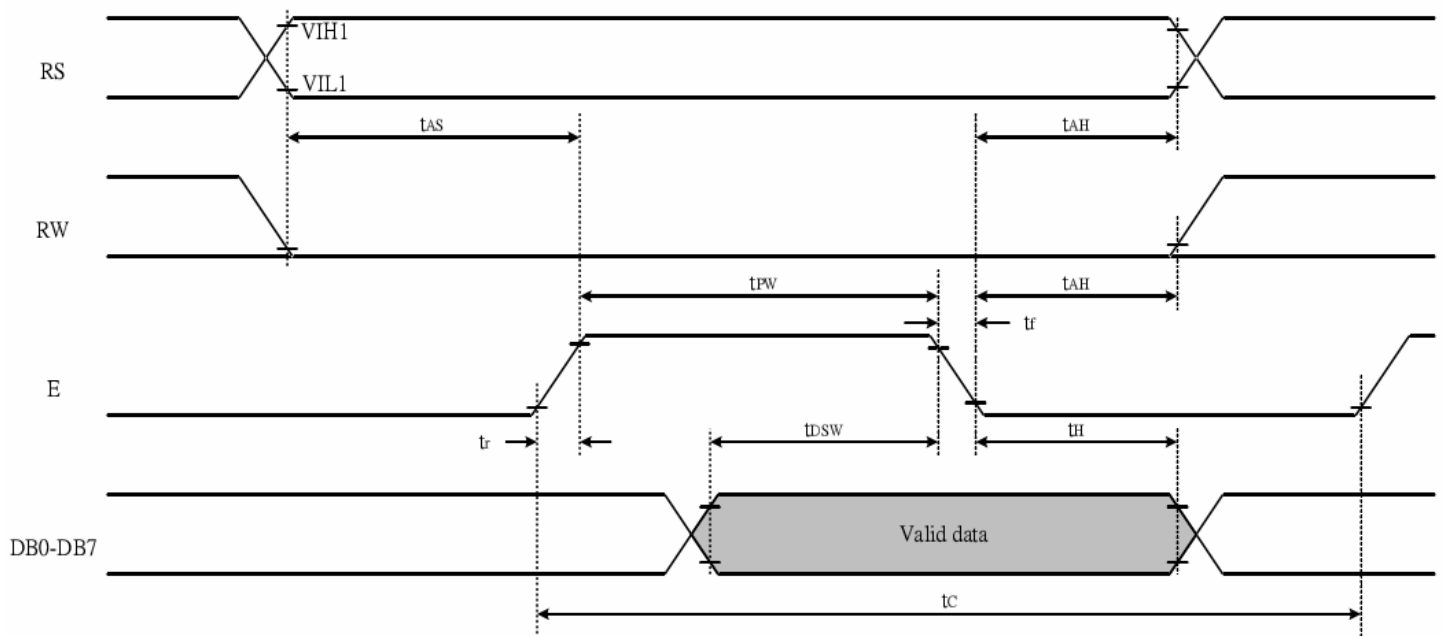 VIH1
RS
VIL1
tAS
tAH
RW
tPW
tAH
tf
E
tr
tDSW
tH
Valid data
DB0-DB7
tC